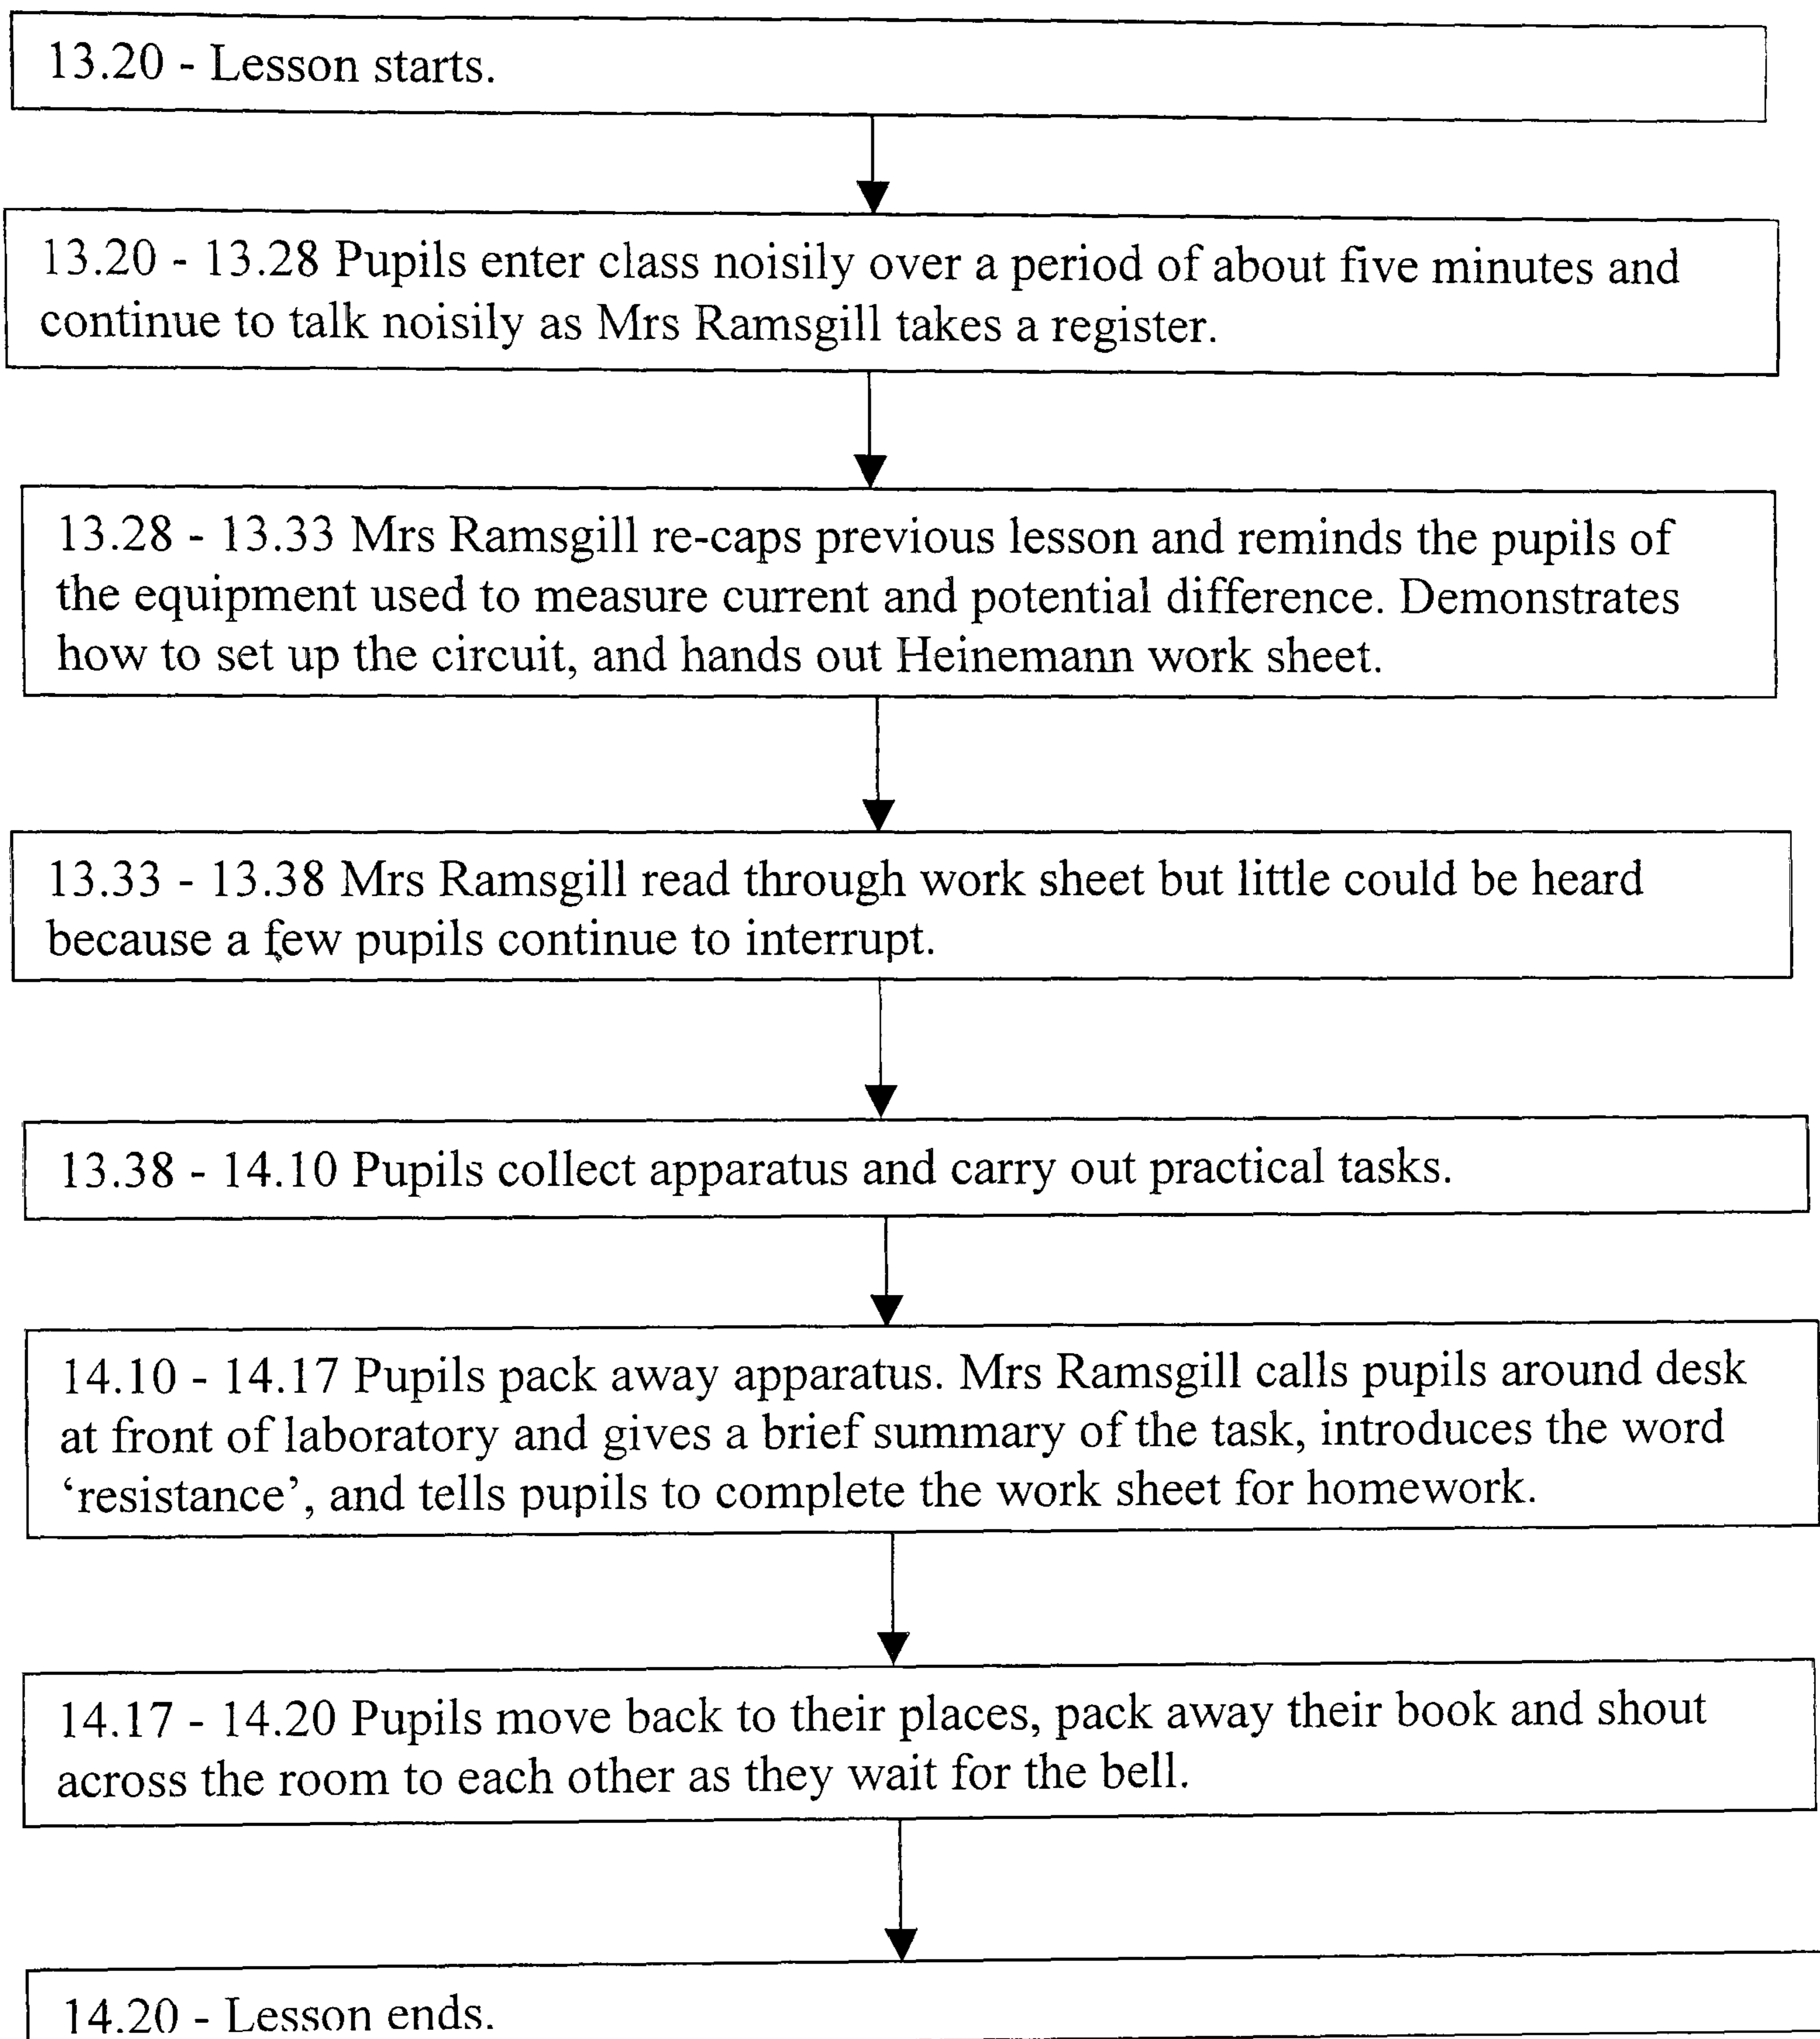 13.20 - Lesson starts.
13.20 - 13.28 Pupils enter class noisily over a period of about five minutes and
continue to talk noisily as Mrs Ramsgill takes a register.
13.28 - 13.33 Mrs Ramsgill re-caps previous lesson and reminds the pupils of
the equipment used to measure current and potential difference. Demonstrates
how to set up the circuit, and hands out Heinemann work sheet.
13.33 - 13.38 Mrs Ramsgill read through work sheet but little could be heard
because a few pupils continue to interrupt.
13.38 - 14.10 Pupils collect apparatus and carry out practical tasks.
14.10 - 14.17 Pupils pack away apparatus. Mrs Ramsgill calls pupils around desk
at front of laboratory and gives a brief summary of the task, introduces the word
‘resistance’, and tells pupils to complete the work sheet for homework.
14.17 - 14.20 Pupils move back to their places, pack away their book and shout
across the room to each other as they wait for the bell.
14.20 - Lesson ends.